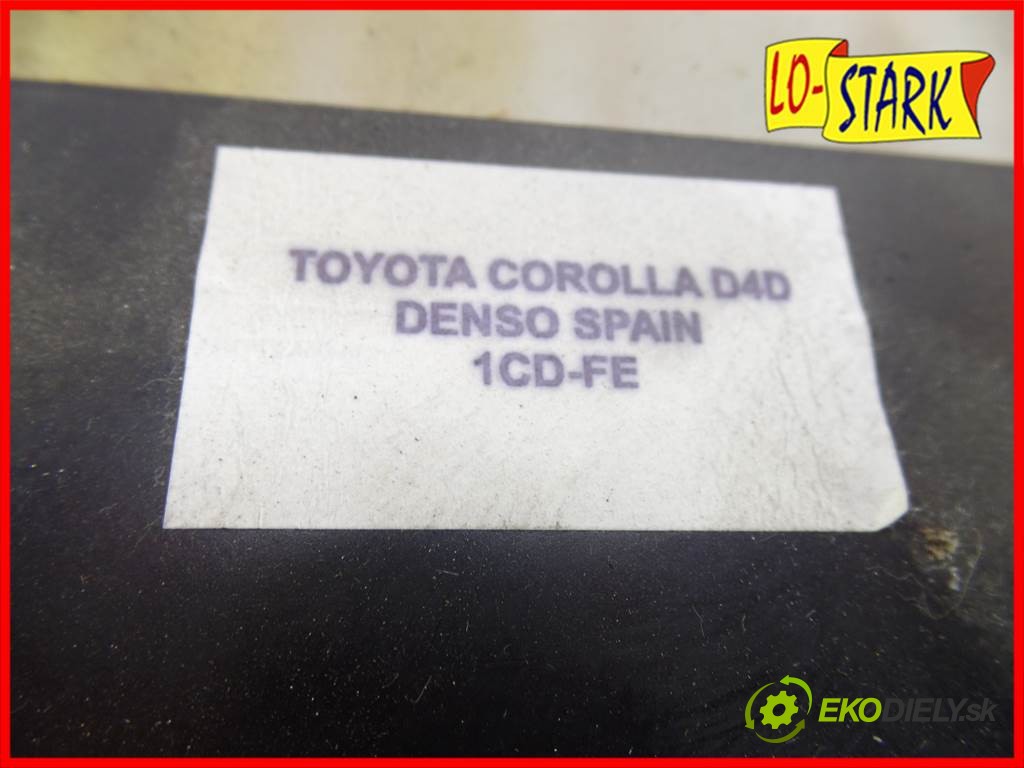 LO-STARK
TOYOTA COROLLA D4D
DENSO SPAIN
1CD-FE
EKODIELY.sk